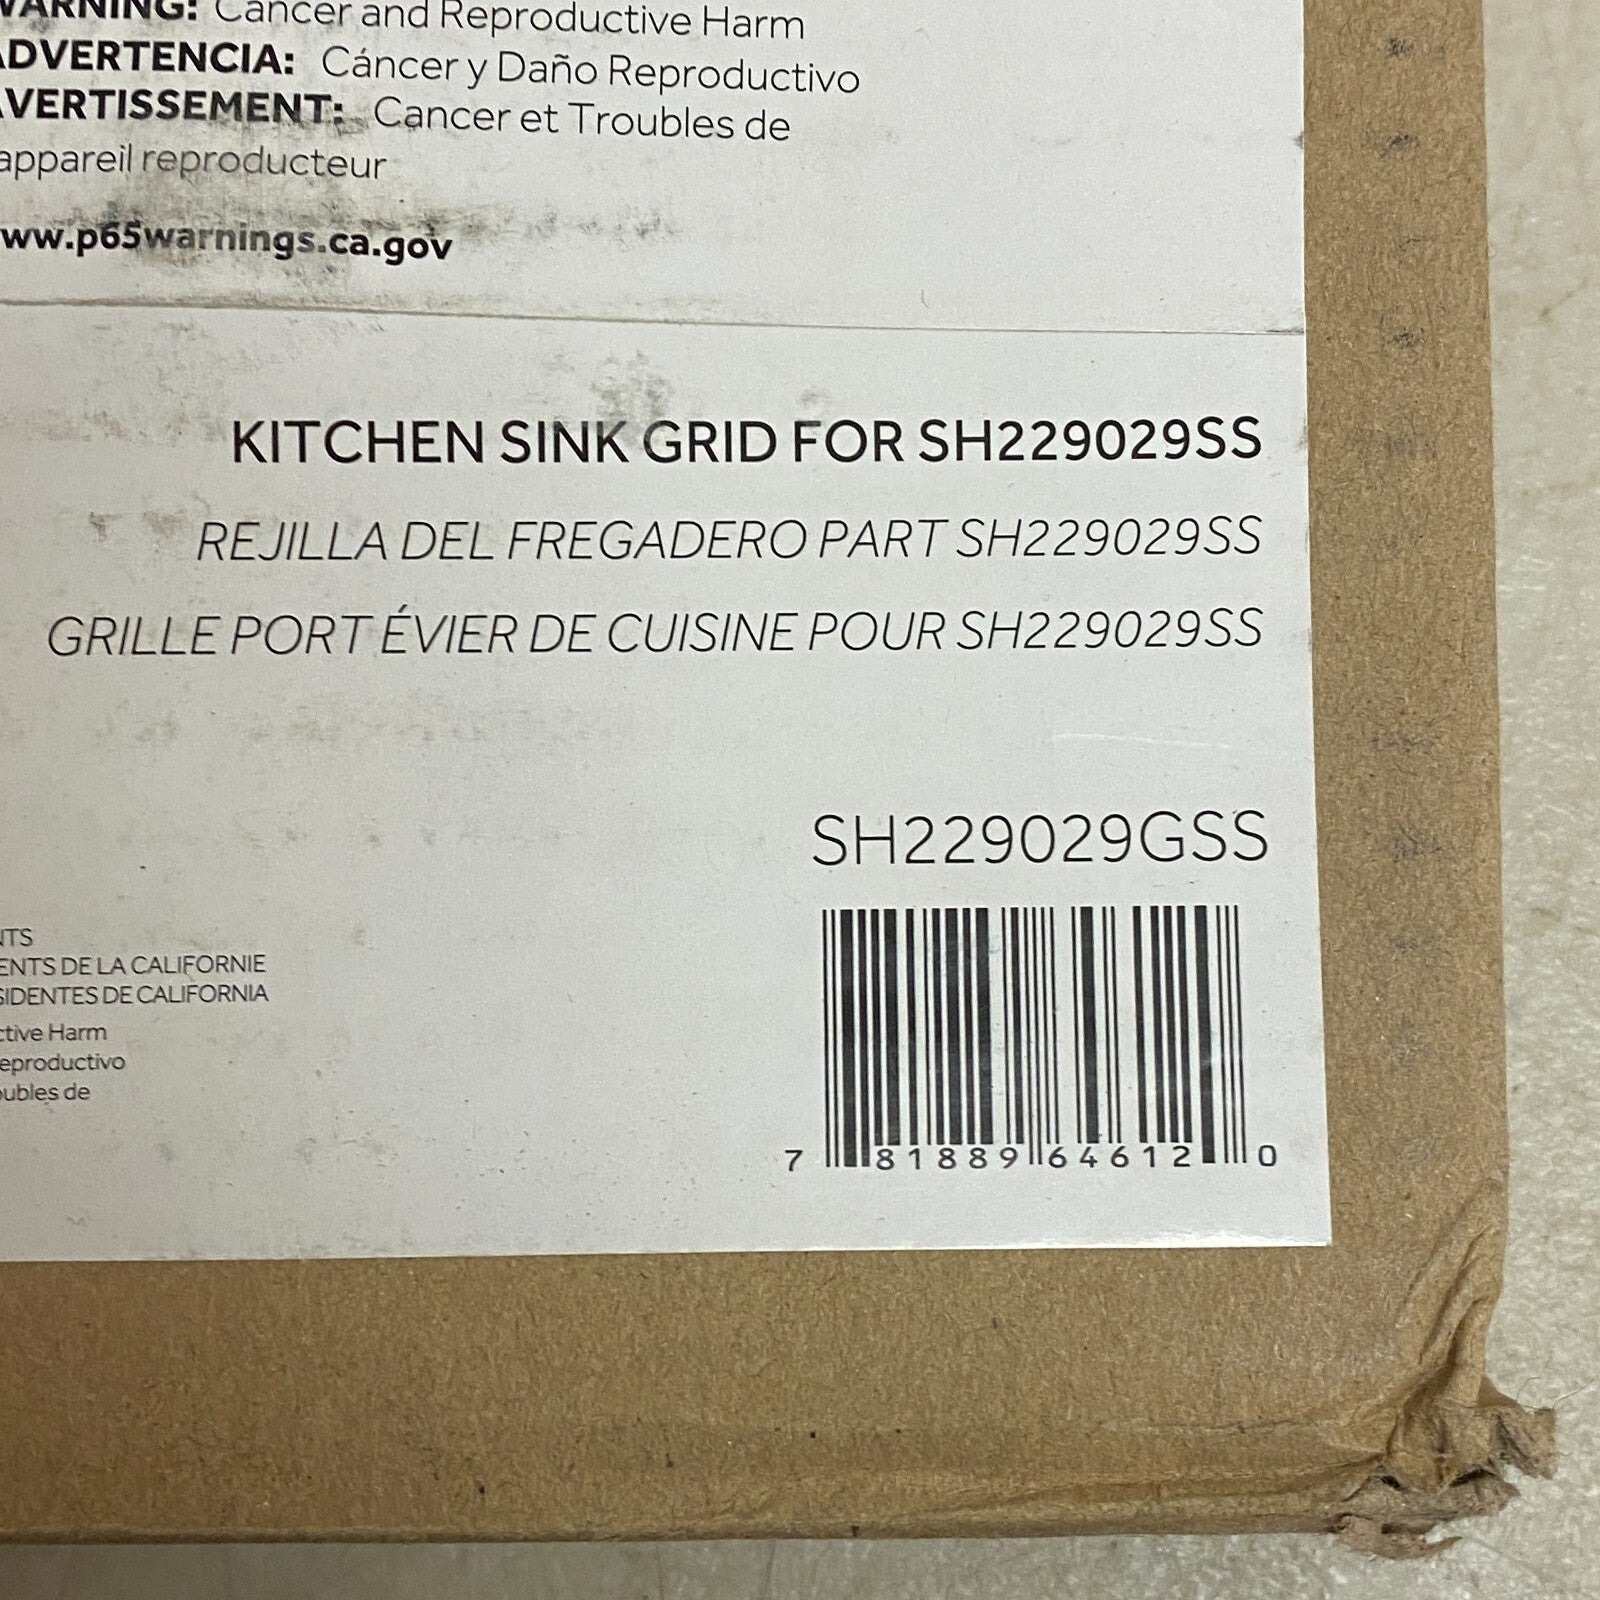 WARNING: Cancer and Reproductive Harm
ADVERTENCIA: Cáncer y Daño Reproductivo
AVERTISSEMENT: Cancer et Troubles de
appareil reproducteur
ww.p65warnings.ca.gov
KITCHEN SINK GRID FOR SH229029SS
REJILLA DEL FREGADERO PART SH229029SS
GRILLE PORT ÉVIER DE CUISINE POUR SH229029SS
SH229029GSS
NTS
ENTS DE LA CALIFORNIE
SIDENTES DE CALIFORNIA
ctive Harm
eproductivo
oubles de
7 81889 64612 0